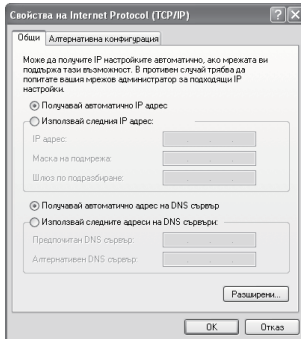 Свойства на Internet Protocol (TCP/IP)
Общи
Алтернативна конфигурация
Може да получите IP настройките автоматично, ако мрежата ви
поддържа тази възможност. В противен случай трябва да
попитате вашия мрежов администратор за подходящи IP
настройки.
Получавай автоматично IP адрес
Използвай следния IP адрес:
IP адрес:
Маска на подмрежа:
Шлюз по подразбиране:
Получавай автоматично адрес на DNS сървър
Използвай следните адреси на DNS сървъри:
Предпочитан DNS сървър:
Алтернативен DNS сървър:
Разширени...
OK
Отказ